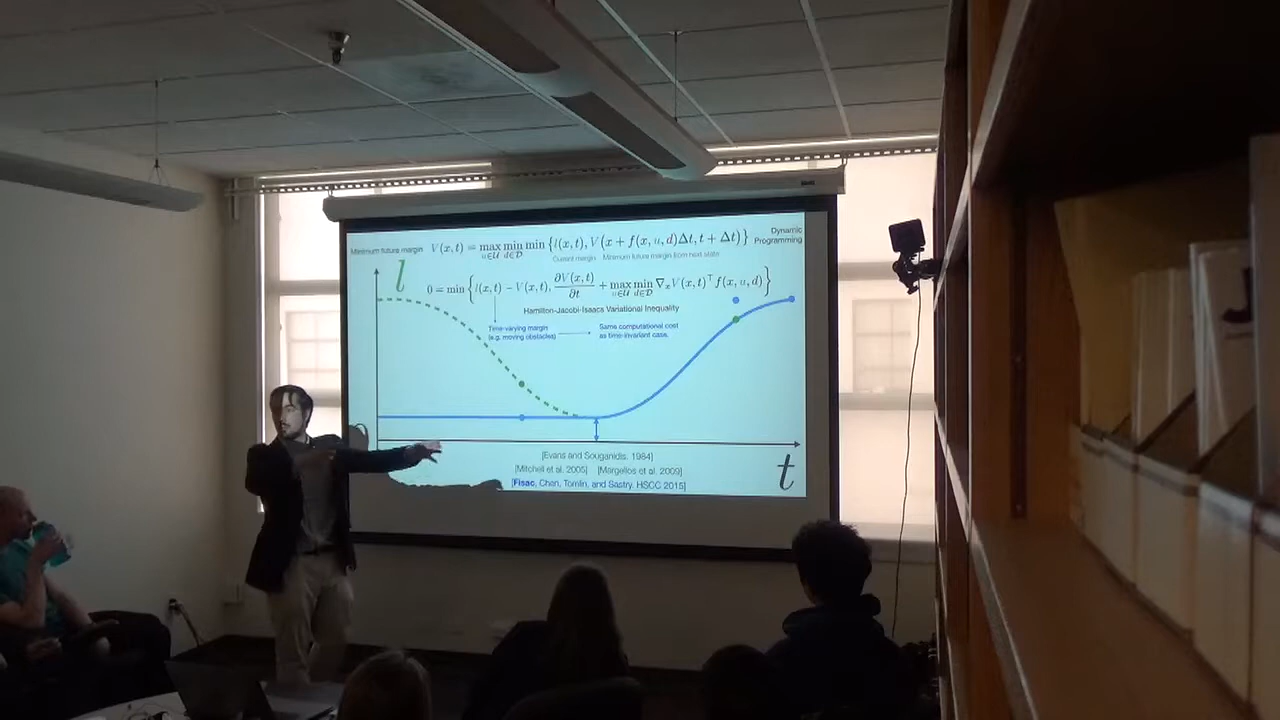 Minimum future margin V(x, t) = max min min { l(x, t), V(x + f(x, u, d)Δt, t + Δt) } Dynamic Programming
u∈U d∈D
Current margin Minimum future margin from next state
l
0 = min { l(x, t) − V(x, t), ∂V(x, t)/∂t + max min ∇ₓV(x, t)ᵀ f(x, u, d) }
u∈U d∈D
Hamilton-Jacobi-Isaacs Variational Inequality
Time-varying margin
(e.g. moving obstacles)
Same computational cost
as time-invariant case.
[Evans and Souganidis. 1984]
[Mitchell et al. 2005] [Margellos et al. 2009]
[Fisac, Chen, Tomlin, and Sastry. HSCC 2015]
t